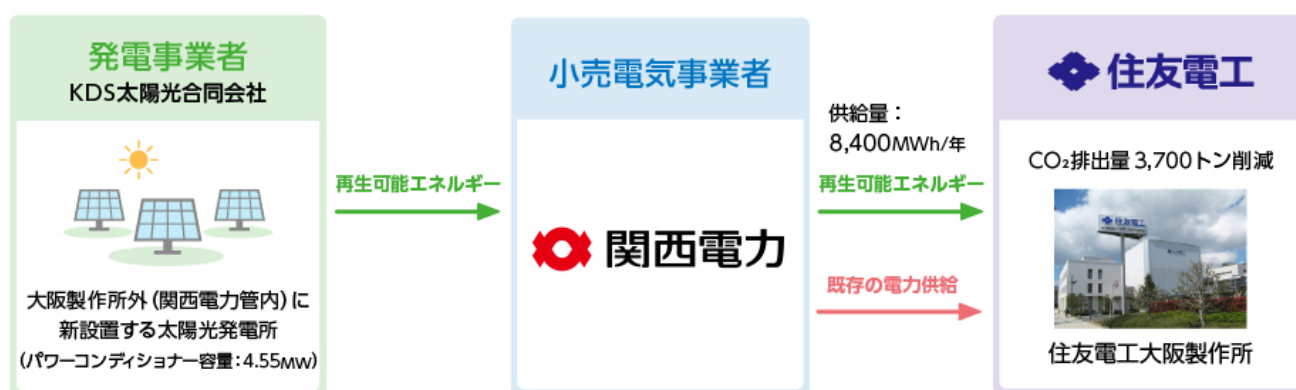 発電事業者
KDS太陽光合同会社
大阪製作所外（関西電力管内）に
新設置する太陽光発電所
（パワーコンディショナー容量：4.55MW）
再生可能エネルギー
小売電気事業者
関西電力
供給量：
8,400MWh/年
再生可能エネルギー
既存の電力供給
住友電工
CO₂排出量 3,700トン削減
住友電工
住友電工大阪製作所